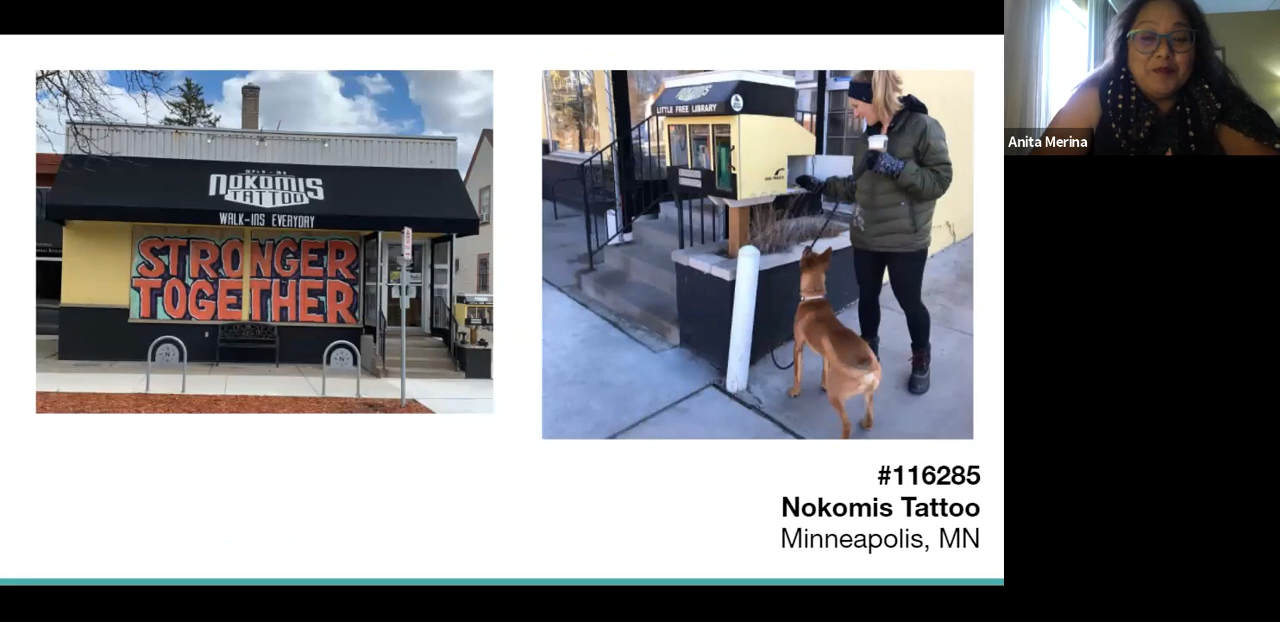 NOKOMIS
TATTOO
WALK-INS EVERYDAY
STRONGER
TOGETHER
LITTLE FREE LIBRARY
#116285
Nokomis Tattoo
Minneapolis, MN
Anita Merina